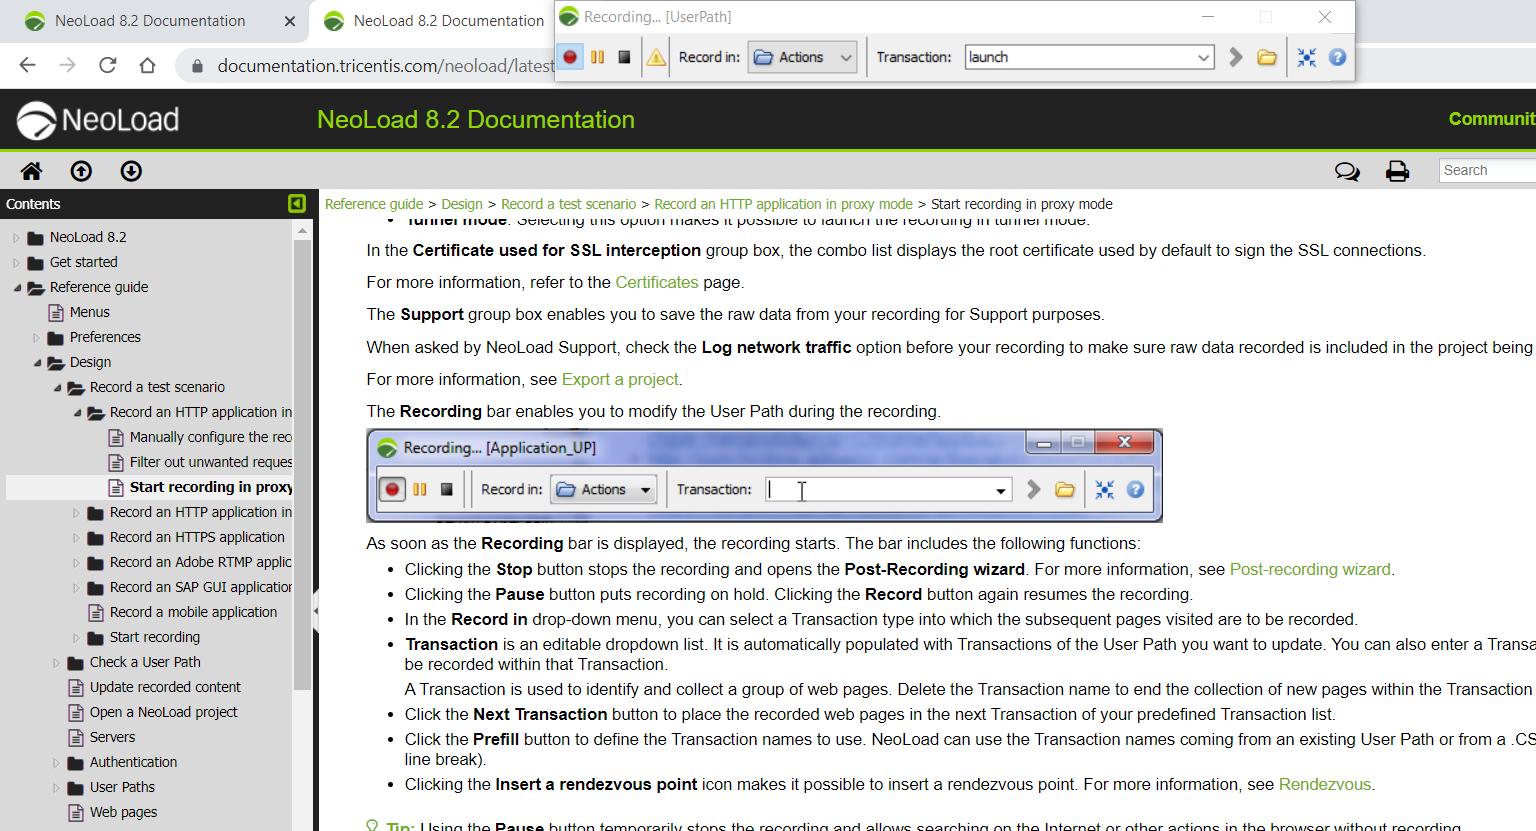 NeoLoad 8.2 Documentation
NeoLoad 8.2 Documentation
Recording... [UserPath]
Record in: Actions Transaction: launch
documentation.tricentis.com/neoload/latest
NeoLoad
NeoLoad 8.2 Documentation
Communit
Search
Contents
NeoLoad 8.2
Get started
Reference guide
Menus
Preferences
Design
Record a test scenario
Record an HTTP application in
Manually configure the rec
Filter out unwanted reques
Start recording in proxy
Record an HTTP application in
Record an HTTPS application
Record an Adobe RTMP applic
Record an SAP GUI application
Record a mobile application
Start recording
Check a User Path
Update recorded content
Open a NeoLoad project
Servers
Authentication
User Paths
Web pages
Reference guide > Design > Record a test scenario > Record an HTTP application in proxy mode > Start recording in proxy mode
• Tunnel mode. Selecting this option makes it possible to launch the recording in tunnel mode.
In the Certificate used for SSL interception group box, the combo list displays the root certificate used by default to sign the SSL connections.
For more information, refer to the Certificates page.
The Support group box enables you to save the raw data from your recording for Support purposes.
When asked by NeoLoad Support, check the Log network traffic option before your recording to make sure raw data recorded is included in the project being
For more information, see Export a project.
The Recording bar enables you to modify the User Path during the recording.
Recording... [Application_UP]
Record in: Actions Transaction:
As soon as the Recording bar is displayed, the recording starts. The bar includes the following functions:
• Clicking the Stop button stops the recording and opens the Post-Recording wizard. For more information, see Post-recording wizard.
• Clicking the Pause button puts recording on hold. Clicking the Record button again resumes the recording.
• In the Record in drop-down menu, you can select a Transaction type into which the subsequent pages visited are to be recorded.
• Transaction is an editable dropdown list. It is automatically populated with Transactions of the User Path you want to update. You can also enter a Transa
be recorded within that Transaction.
A Transaction is used to identify and collect a group of web pages. Delete the Transaction name to end the collection of new pages within the Transaction
• Click the Next Transaction button to place the recorded web pages in the next Transaction of your predefined Transaction list.
• Click the Prefill button to define the Transaction names to use. NeoLoad can use the Transaction names coming from an existing User Path or from a .CS
line break).
• Clicking the Insert a rendezvous point icon makes it possible to insert a rendezvous point. For more information, see Rendezvous.
Tip: Using the Pause button temporarily stops the recording and allows searching on the Internet or other actions in the browser without recording.